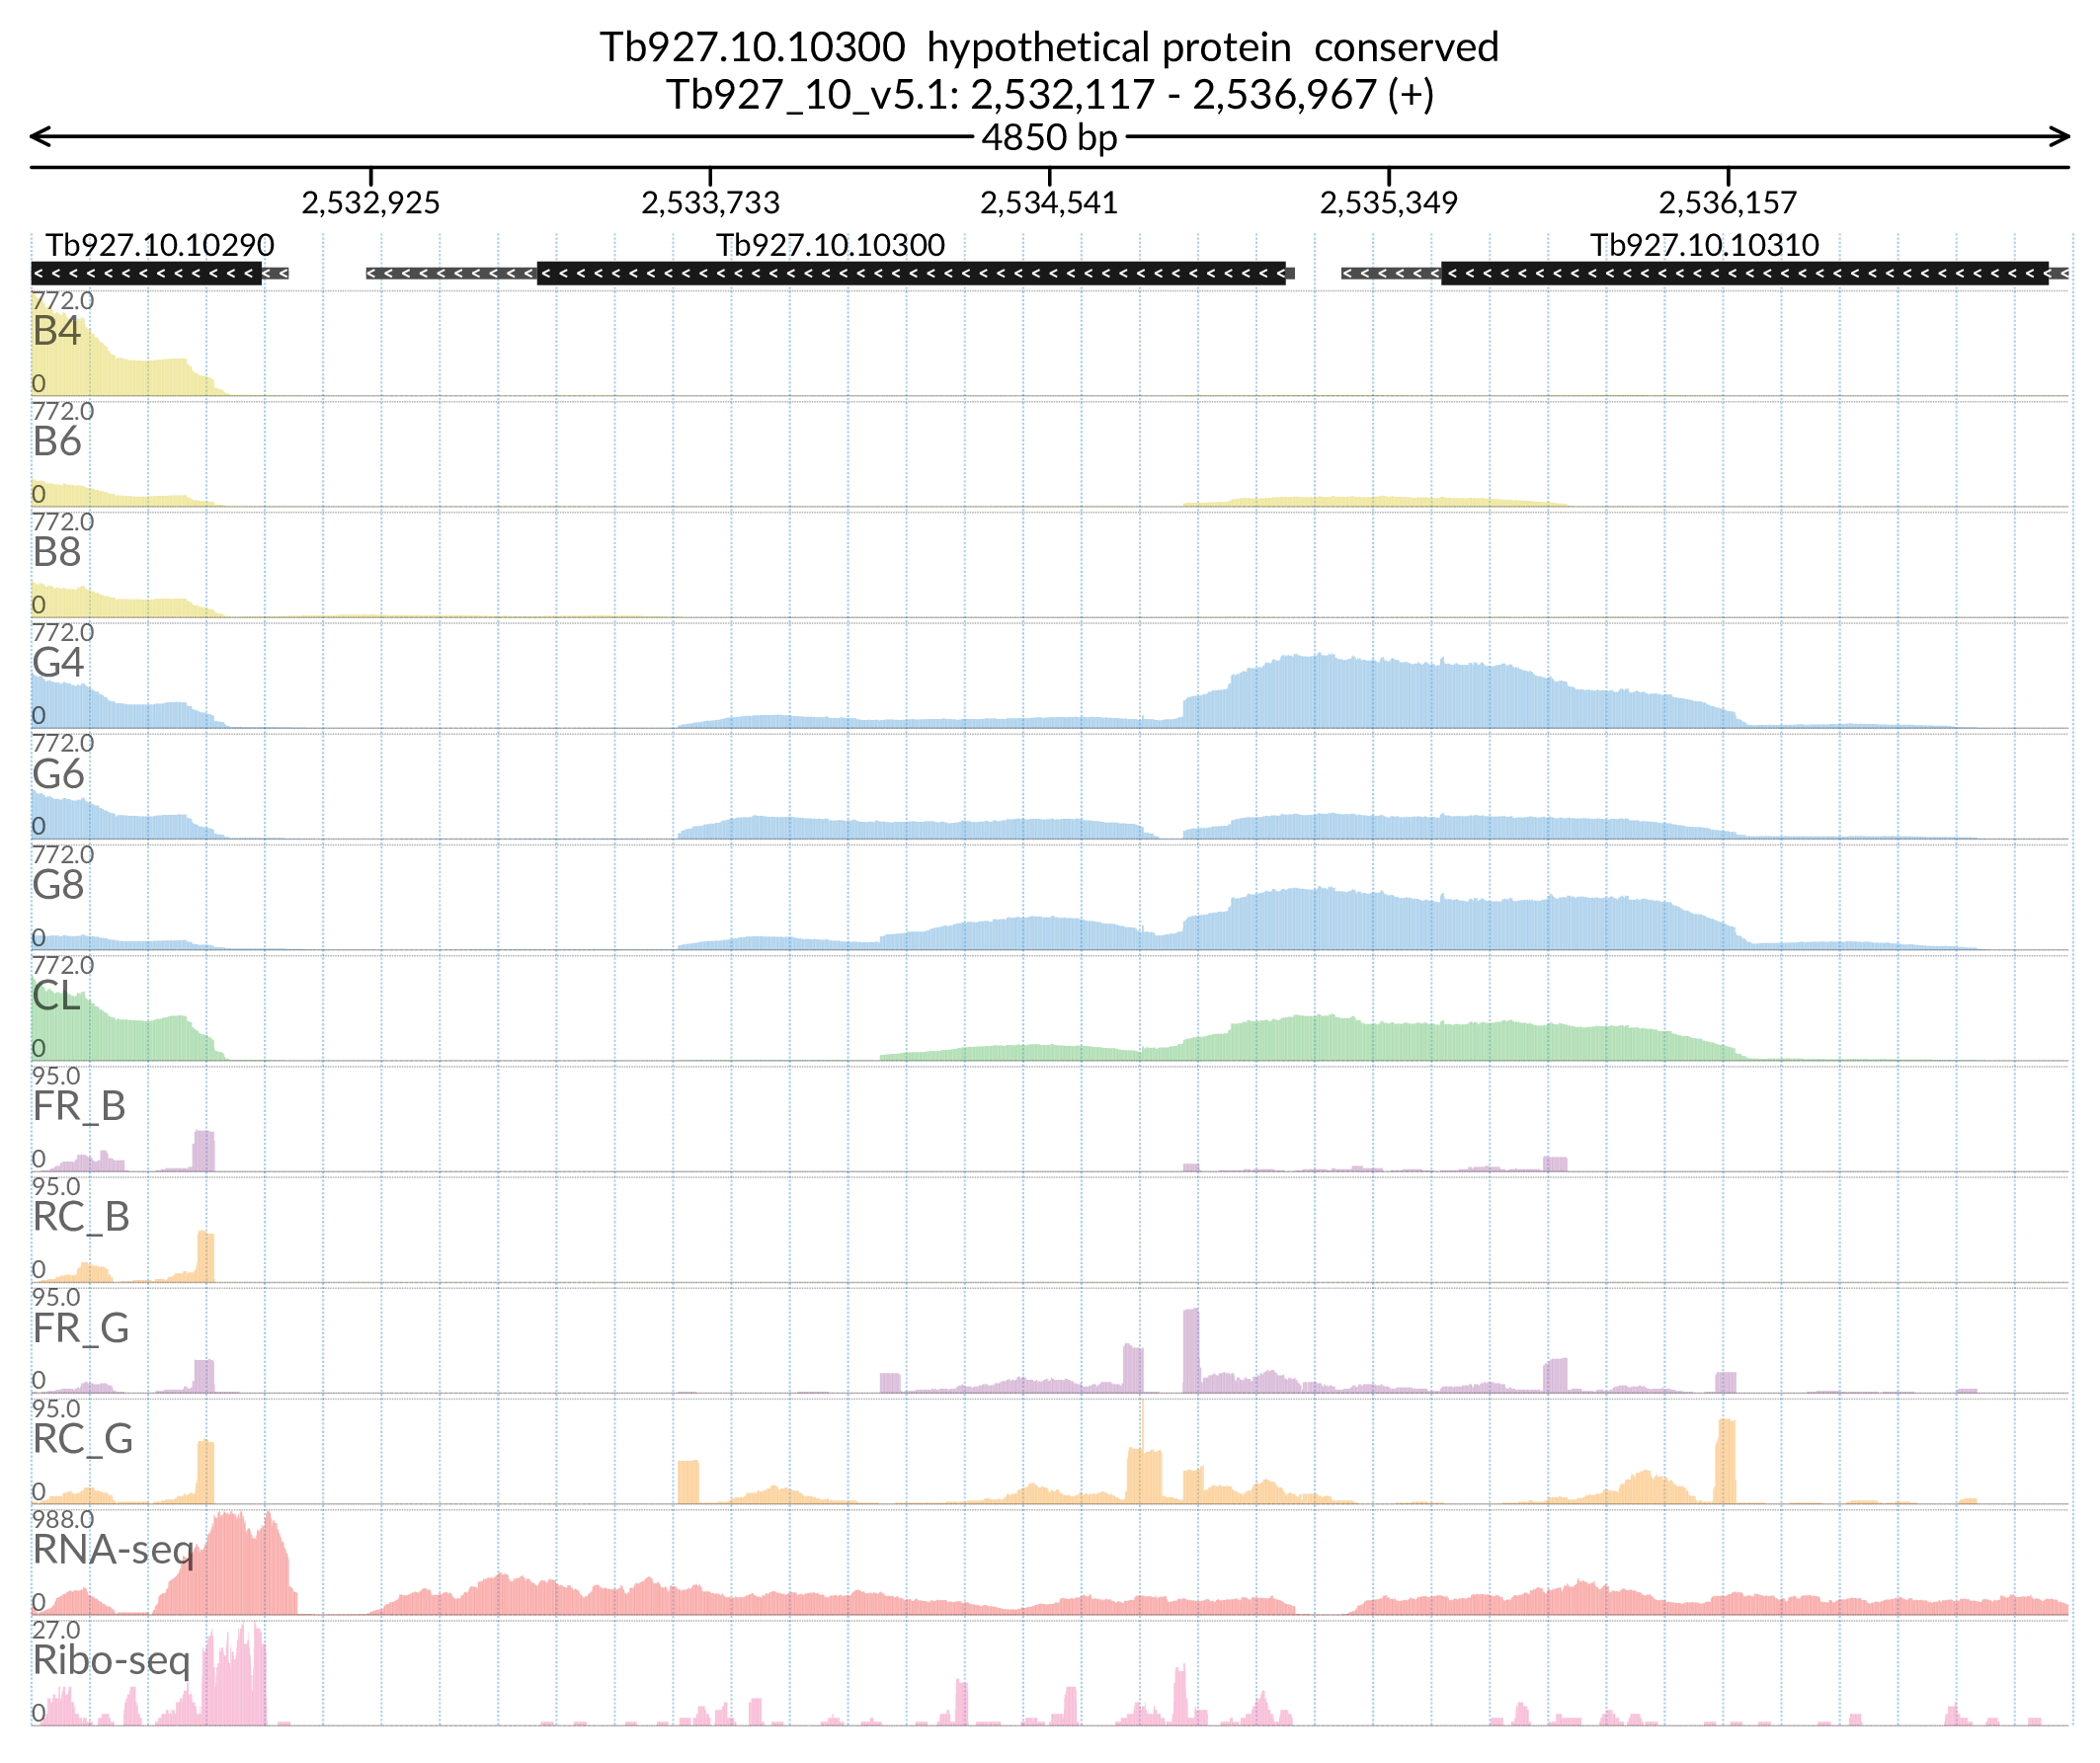 Tb927.10.10300 hypothetical protein conserved
Tb927_10_v5.1: 2,532,117 - 2,536,967 (+)
4850 bp
2,532,925 2,533,733 2,534,541 2,535,349 2,536,157
Tb927.10.10290 Tb927.10.10300 Tb927.10.10310
772.0
B4
0
772.0
B6
0
772.0
B8
0
772.0
G4
0
772.0
G6
0
772.0
G8
0
772.0
CL
0
95.0
FR_B
0
95.0
RC_B
0
95.0
FR_G
0
95.0
RC_G
0
988.0
RNA-seq
0
27.0
Ribo-seq
0